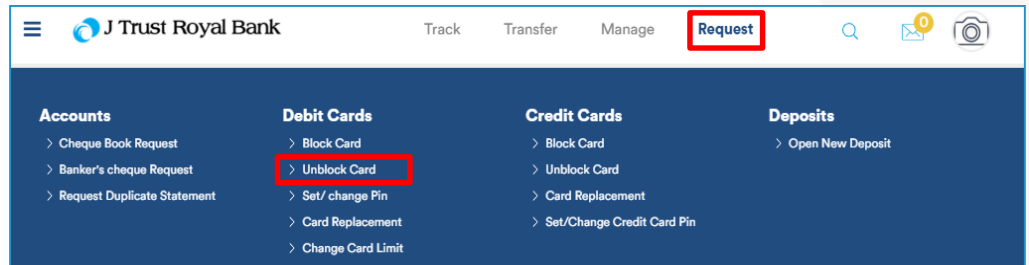 J Trust Royal Bank Track Transfer Manage Request 0
Accounts
Cheque Book Request
Banker's cheque Request
Request Duplicate Statement
Debit Cards
Block Card
Unblock Card
Set/ change Pin
Card Replacement
Change Card Limit
Credit Cards
Block Card
Unblock Card
Card Replacement
Set/Change Credit Card Pin
Deposits
Open New Deposit